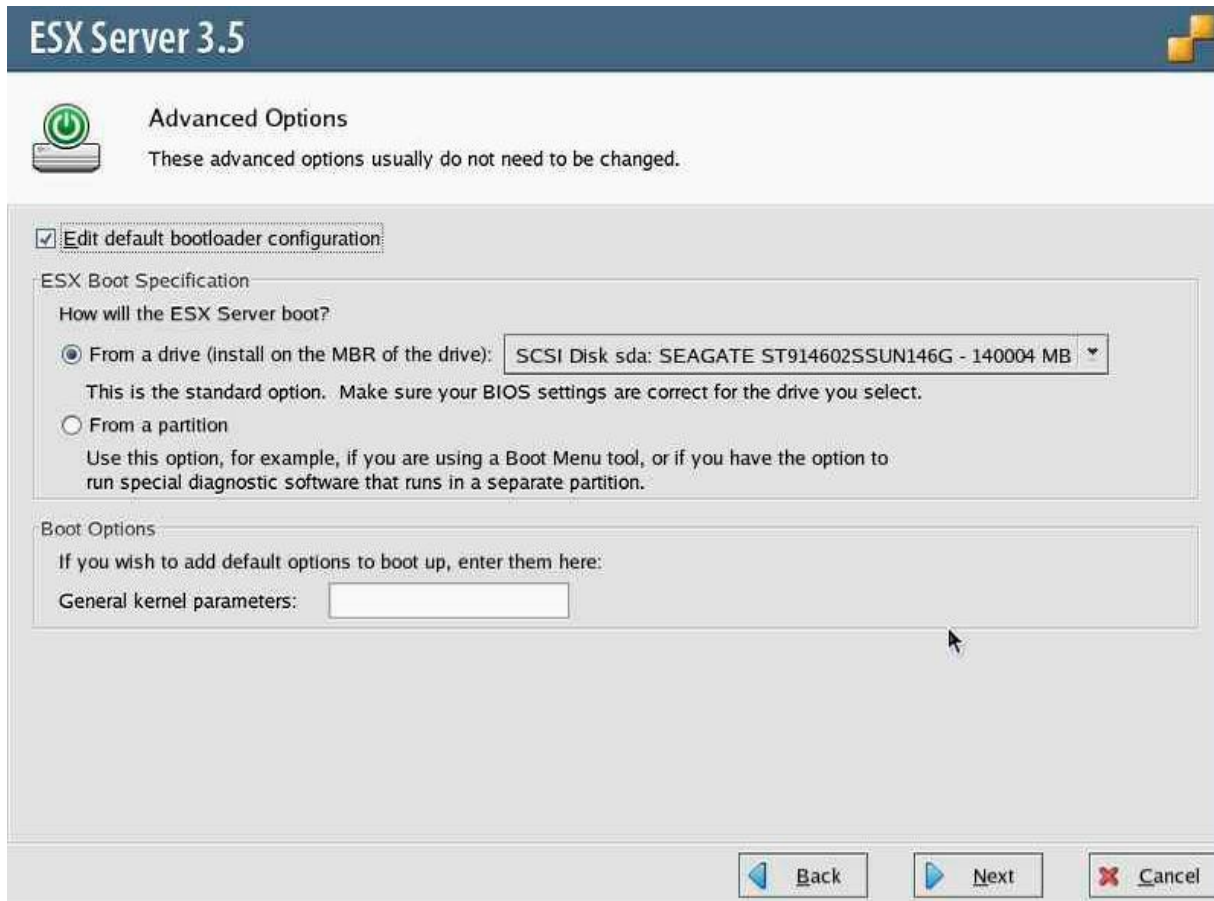 ESX Server 3.5
Advanced Options
These advanced options usually do not need to be changed.
Edit default bootloader configuration
ESX Boot Specification
How will the ESX Server boot?
From a drive (install on the MBR of the drive): SCSI Disk sda: SEAGATE ST914602SSUN146G - 140004 MB
This is the standard option. Make sure your BIOS settings are correct for the drive you select.
From a partition
Use this option, for example, if you are using a Boot Menu tool, or if you have the option to
run special diagnostic software that runs in a separate partition.
Boot Options
If you wish to add default options to boot up, enter them here:
General kernel parameters:
Back Next Cancel